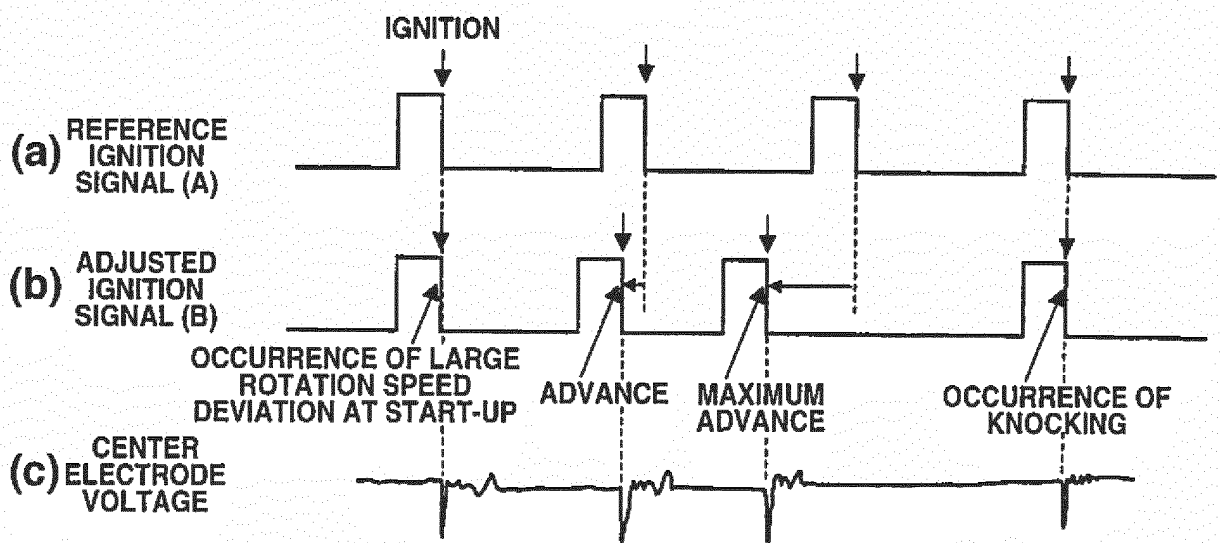 IGNITION
(a) REFERENCE
IGNITION
SIGNAL (A)
(b) ADJUSTED
IGNITION
SIGNAL (B)
OCCURRENCE OF LARGE
ROTATION SPEED
DEVIATION AT START-UP
ADVANCE
MAXIMUM
ADVANCE
OCCURRENCE OF
KNOCKING
(c) CENTER
ELECTRODE
VOLTAGE